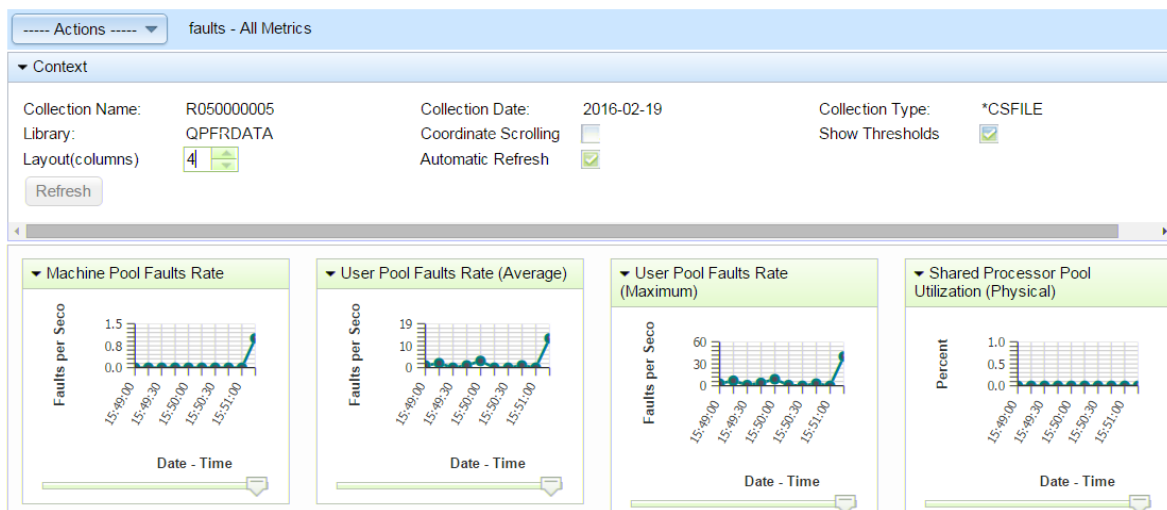 ----- Actions ----- faults - All Metrics
Context
Collection Name: R050000005 Collection Date: 2016-02-19 Collection Type: *CSFILE
Library: QPFRDATA Coordinate Scrolling Show Thresholds
Layout(columns) 4 Automatic Refresh
Refresh
Machine Pool Faults Rate
Faults per Seco
1.5
0.8
0.0
15:49:00 15:49:30 15:50:00 15:50:30 15:51:00
Date - Time
User Pool Faults Rate (Average)
Faults per Seco
19
10
0
15:49:00 15:49:30 15:50:00 15:50:30 15:51:00
Date - Time
User Pool Faults Rate
(Maximum)
Faults per Seco
60
30
0
15:49:00 15:49:30 15:50:00 15:50:30 15:51:00
Date - Time
Shared Processor Pool
Utilization (Physical)
Percent
1.0
0.5
0.0
15:49:00 15:49:30 15:50:00 15:50:30 15:51:00
Date - Time